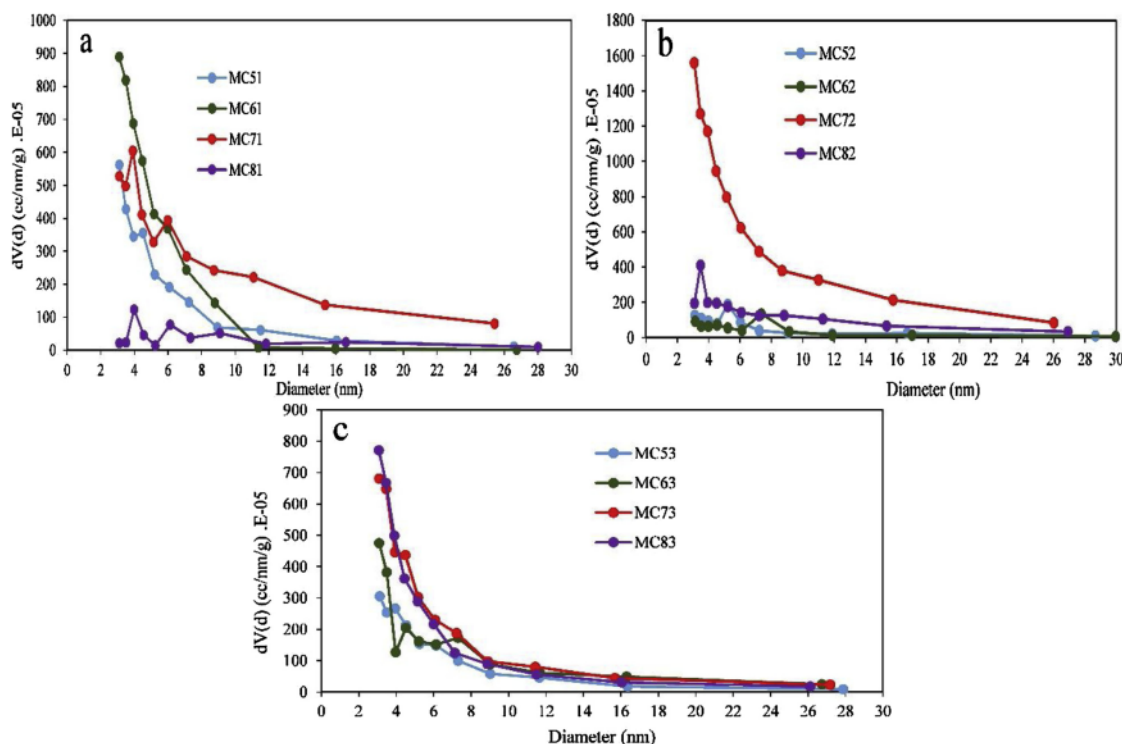 a
1000
900
800
700
600
500
400
300
200
100
0
dV(d) (cc/nm/g) .E-05
MC51
MC61
MC71
MC81
0 2 4 6 8 10 12 14 16 18 20 22 24 26 28 30
Diameter (nm)
b
1800
1600
1400
1200
1000
800
600
400
200
0
dV(d) (cc/nm/g) .E-05
MC52
MC62
MC72
MC82
0 2 4 6 8 10 12 14 16 18 20 22 24 26 28 30
Diameter (nm)
c
900
800
700
600
500
400
300
200
100
0
dV(d) (cc/nm/g) .E-05
MC53
MC63
MC73
MC83
0 2 4 6 8 10 12 14 16 18 20 22 24 26 28 30
Diameter (nm)